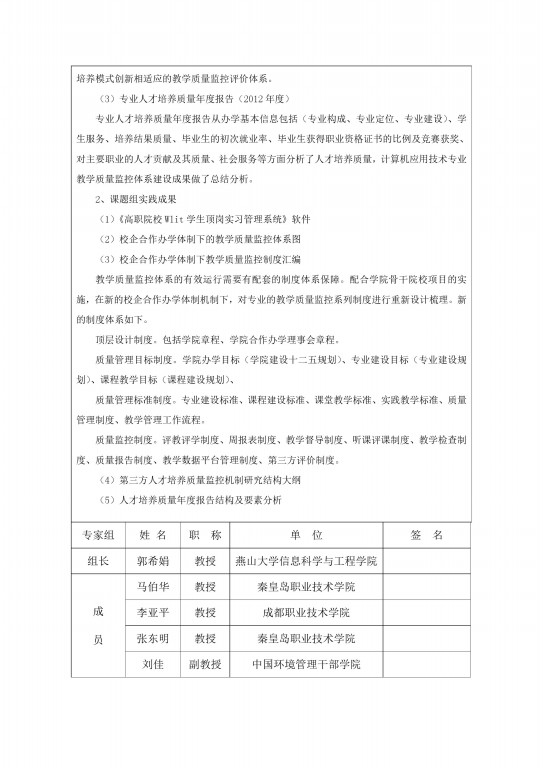 培养模式创新相适应的教学质量监控评价体系。
（3）专业人才培养质量年度报告（2012 年度）
专业人才培养质量年度报告从办学基本信息包括（专业构成、专业定位、专业建设）、学
生服务、培养结果质量、毕业生的初次就业率、毕业生获得职业资格证书的比例及竞赛获奖、
对主要职业的人才贡献及其质量、社会服务等方面分析了人才培养质量，计算机应用技术专业
教学质量监控体系建设成果做了总结分析。
2、课题组实践成果
（1）《高职院校 Wlit 学生顶岗实习管理系统》软件
（2）校企合作办学体制下的教学质量监控体系图
（3）校企合作办学体制下教学质量监控制度汇编
教学质量监控体系的有效运行需要有配套的制度体系保障。配合学院骨干院校项目的实
施，在新的校企合作办学体制机制下，对专业的教学质量监控系列制度进行重新设计梳理。新
的制度体系如下。
顶层设计制度。包括学院章程、学院合作办学理事会章程。
质量管理目标制度。学院办学目标（学院建设十二五规划）、专业建设目标（专业建设规
划）、课程教学目标（课程建设规划）、
质量管理标准制度。专业建设标准、课程建设标准、课堂教学标准、实践教学标准、质量
管理制度、教学管理工作流程。
质量监控制度。评教评学制度、周报表制度、教学督导制度、听课评课制度、教学检查制
度、质量报告制度、教学数据平台管理制度、第三方评价制度。
（4）第三方人才培养质量监控机制研究结构大纲
（5）人才培养质量年度报告结构及要素分析
专家组 姓 名 职 称 单 位 签 名
组长 郭希娟 教授 燕山大学信息科学与工程学院
成员 马伯华 教授 秦皇岛职业技术学院
李亚平 教授 成都职业技术学院
张东明 教授 秦皇岛职业技术学院
刘佳 副教授 中国环境管理干部学院